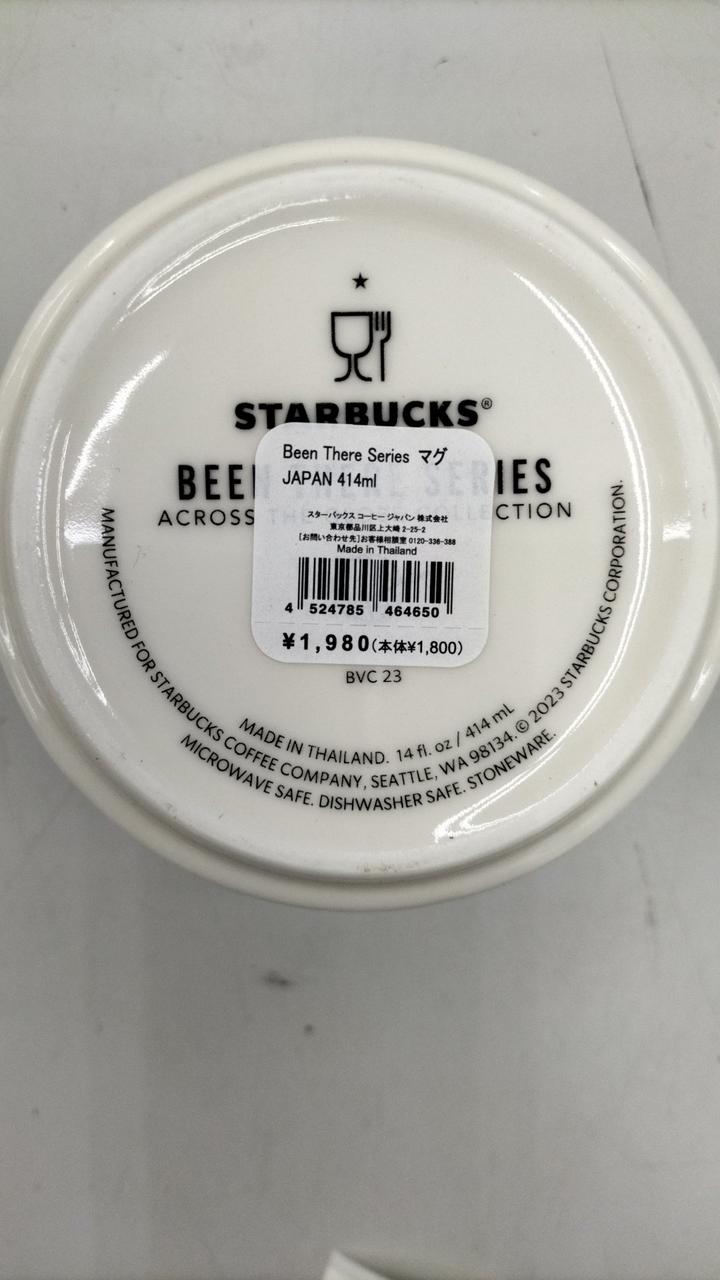 STARBUCKS®
BEEN THERE SERIES
ACROSS THE COLLECTION
Been There Series マグ
JAPAN 414ml
スターバックス コーヒー ジャパン 株式会社
東京都品川区上大崎 2-25-2
[お問い合わせ先]お客様相談室 0120-336-388
Made in Thailand
4 524785 464650
¥1,980(本体¥1,800)
BVC 23
MADE IN THAILAND. 14 fl. oz / 414 mL
MANUFACTURED FOR STARBUCKS COFFEE COMPANY, SEATTLE, WA 98134. © 2023 STARBUCKS CORPORATION.
MICROWAVE SAFE. DISHWASHER SAFE. STONEWARE.